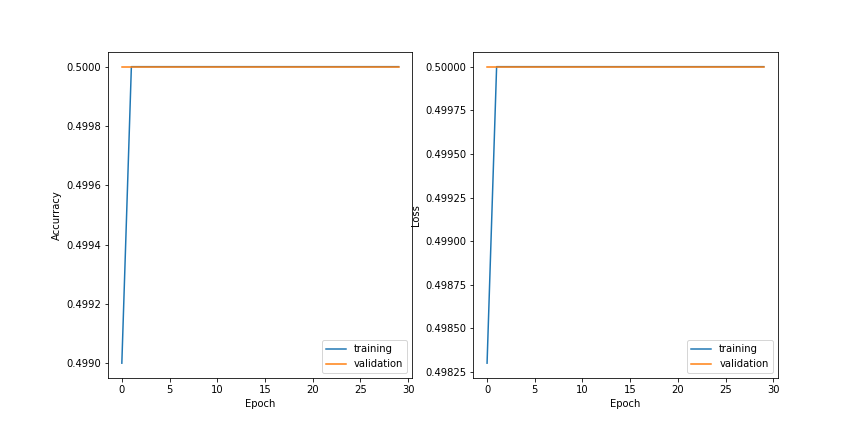 0.5000
0.4998
0.4996
0.4994
0.4992
0.4990
Accurracy
0 5 10 15 20 25 30
Epoch
training
validation
0.50000
0.49975
0.49950
0.49925
0.49900
0.49875
0.49850
0.49825
Loss
0 5 10 15 20 25 30
Epoch
training
validation